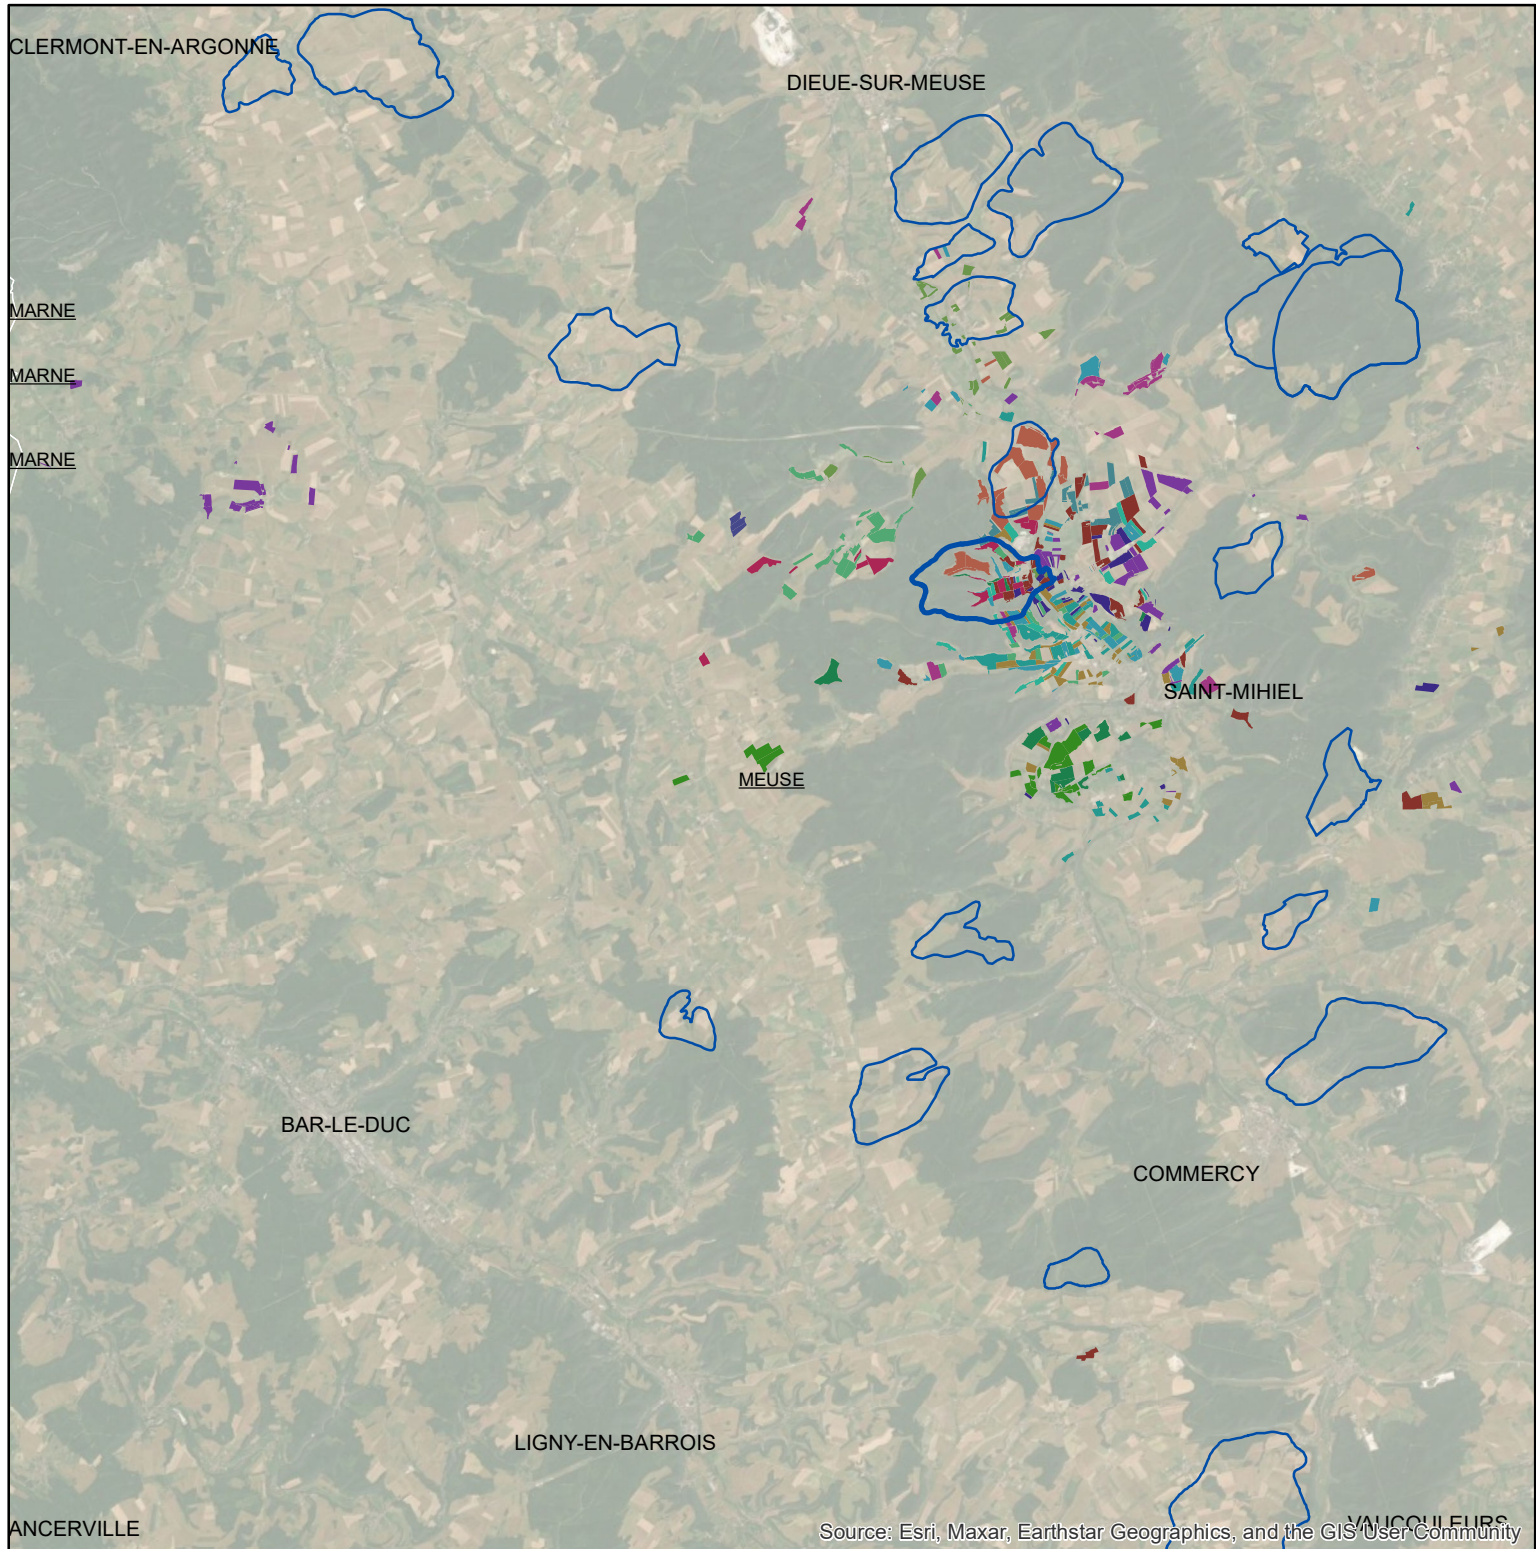 CLERMONT-EN-ARGONNE
DIEUE-SUR-MEUSE
MARNE
MARNE
MARNE
SAINT-MIHIEL
MEUSE
BAR-LE-DUC
COMMERCY
LIGNY-EN-BARROIS
ANCERVILLE
VAUCOULEURS
Source: Esri, Maxar, Earthstar Geographics, and the GIS User Community